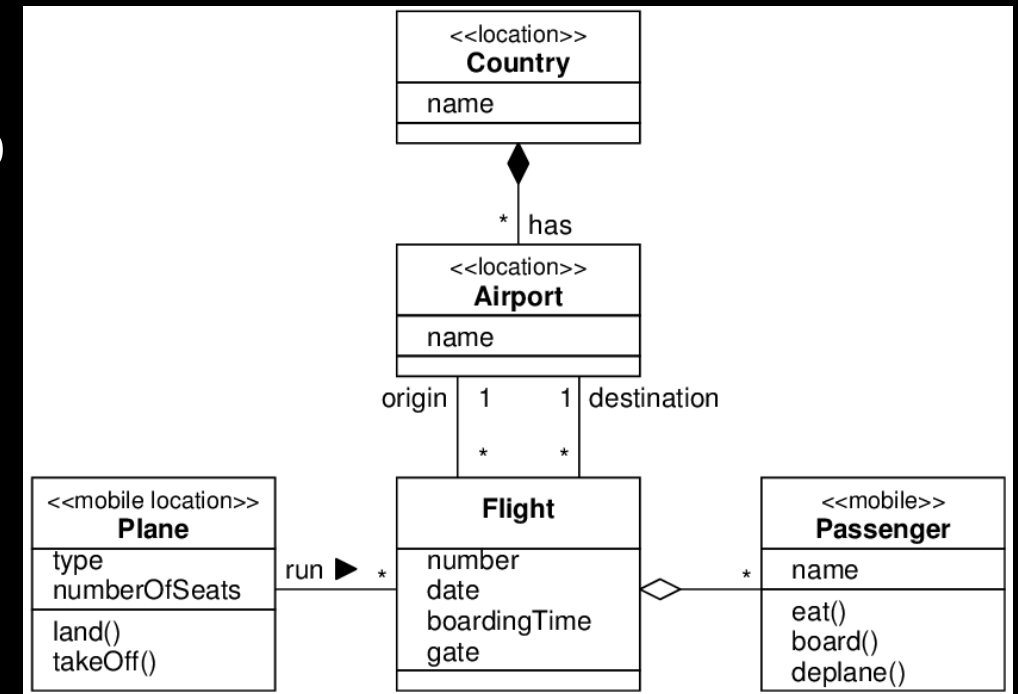 <<location>>
Country
name
* has
<<location>>
Airport
name
origin 1 1 destination
* *
<<mobile location>>
Plane
type
numberOfSeats
land()
takeOff()
run ▶ *
Flight
number
date
boardingTime
gate
*
<<mobile>>
Passenger
name
eat()
board()
deplane()